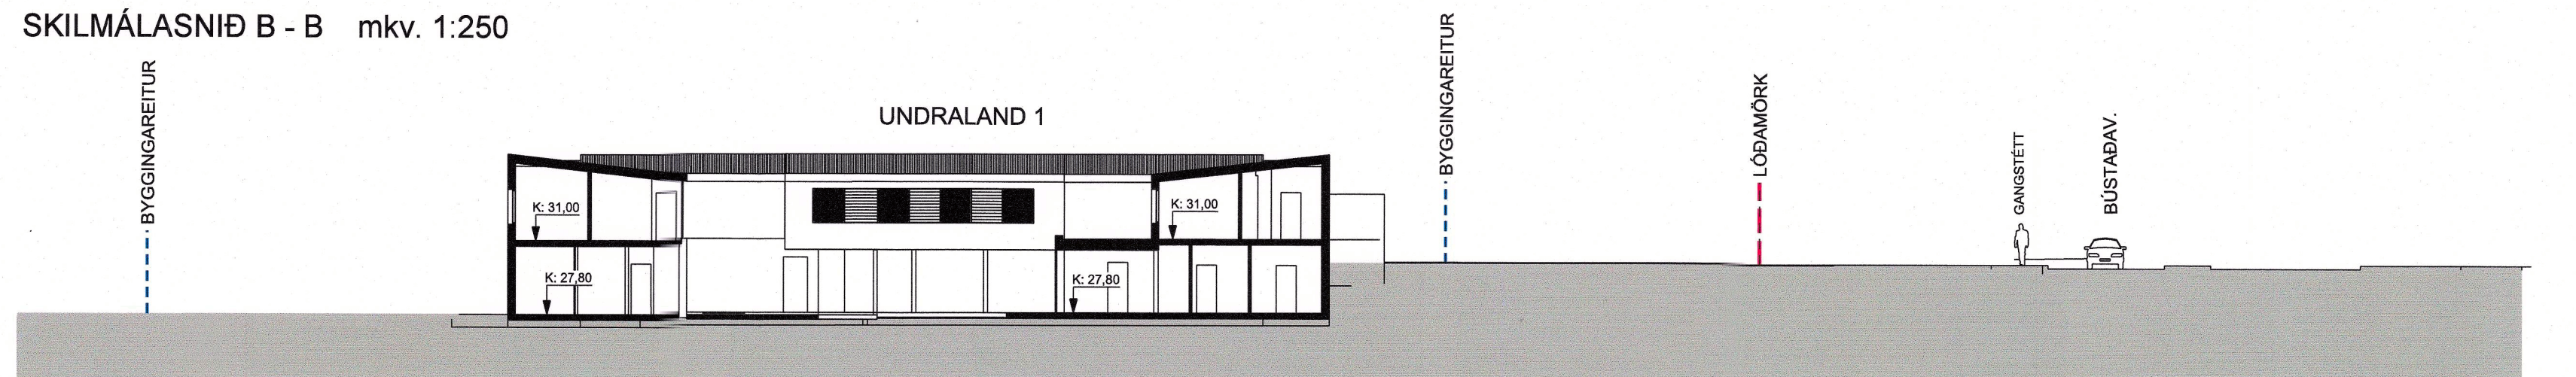 SKILMÁLASNIÐ B - B mkv. 1:250
BYGGINGAREITUR
UNDRALAND 1
BYGGINGAREITUR
LÓÐAMÖRK
GANGSTÉTT
BÚSTAÐAV.
K: 31,00
K: 31,00
K: 27,80
K: 27,80